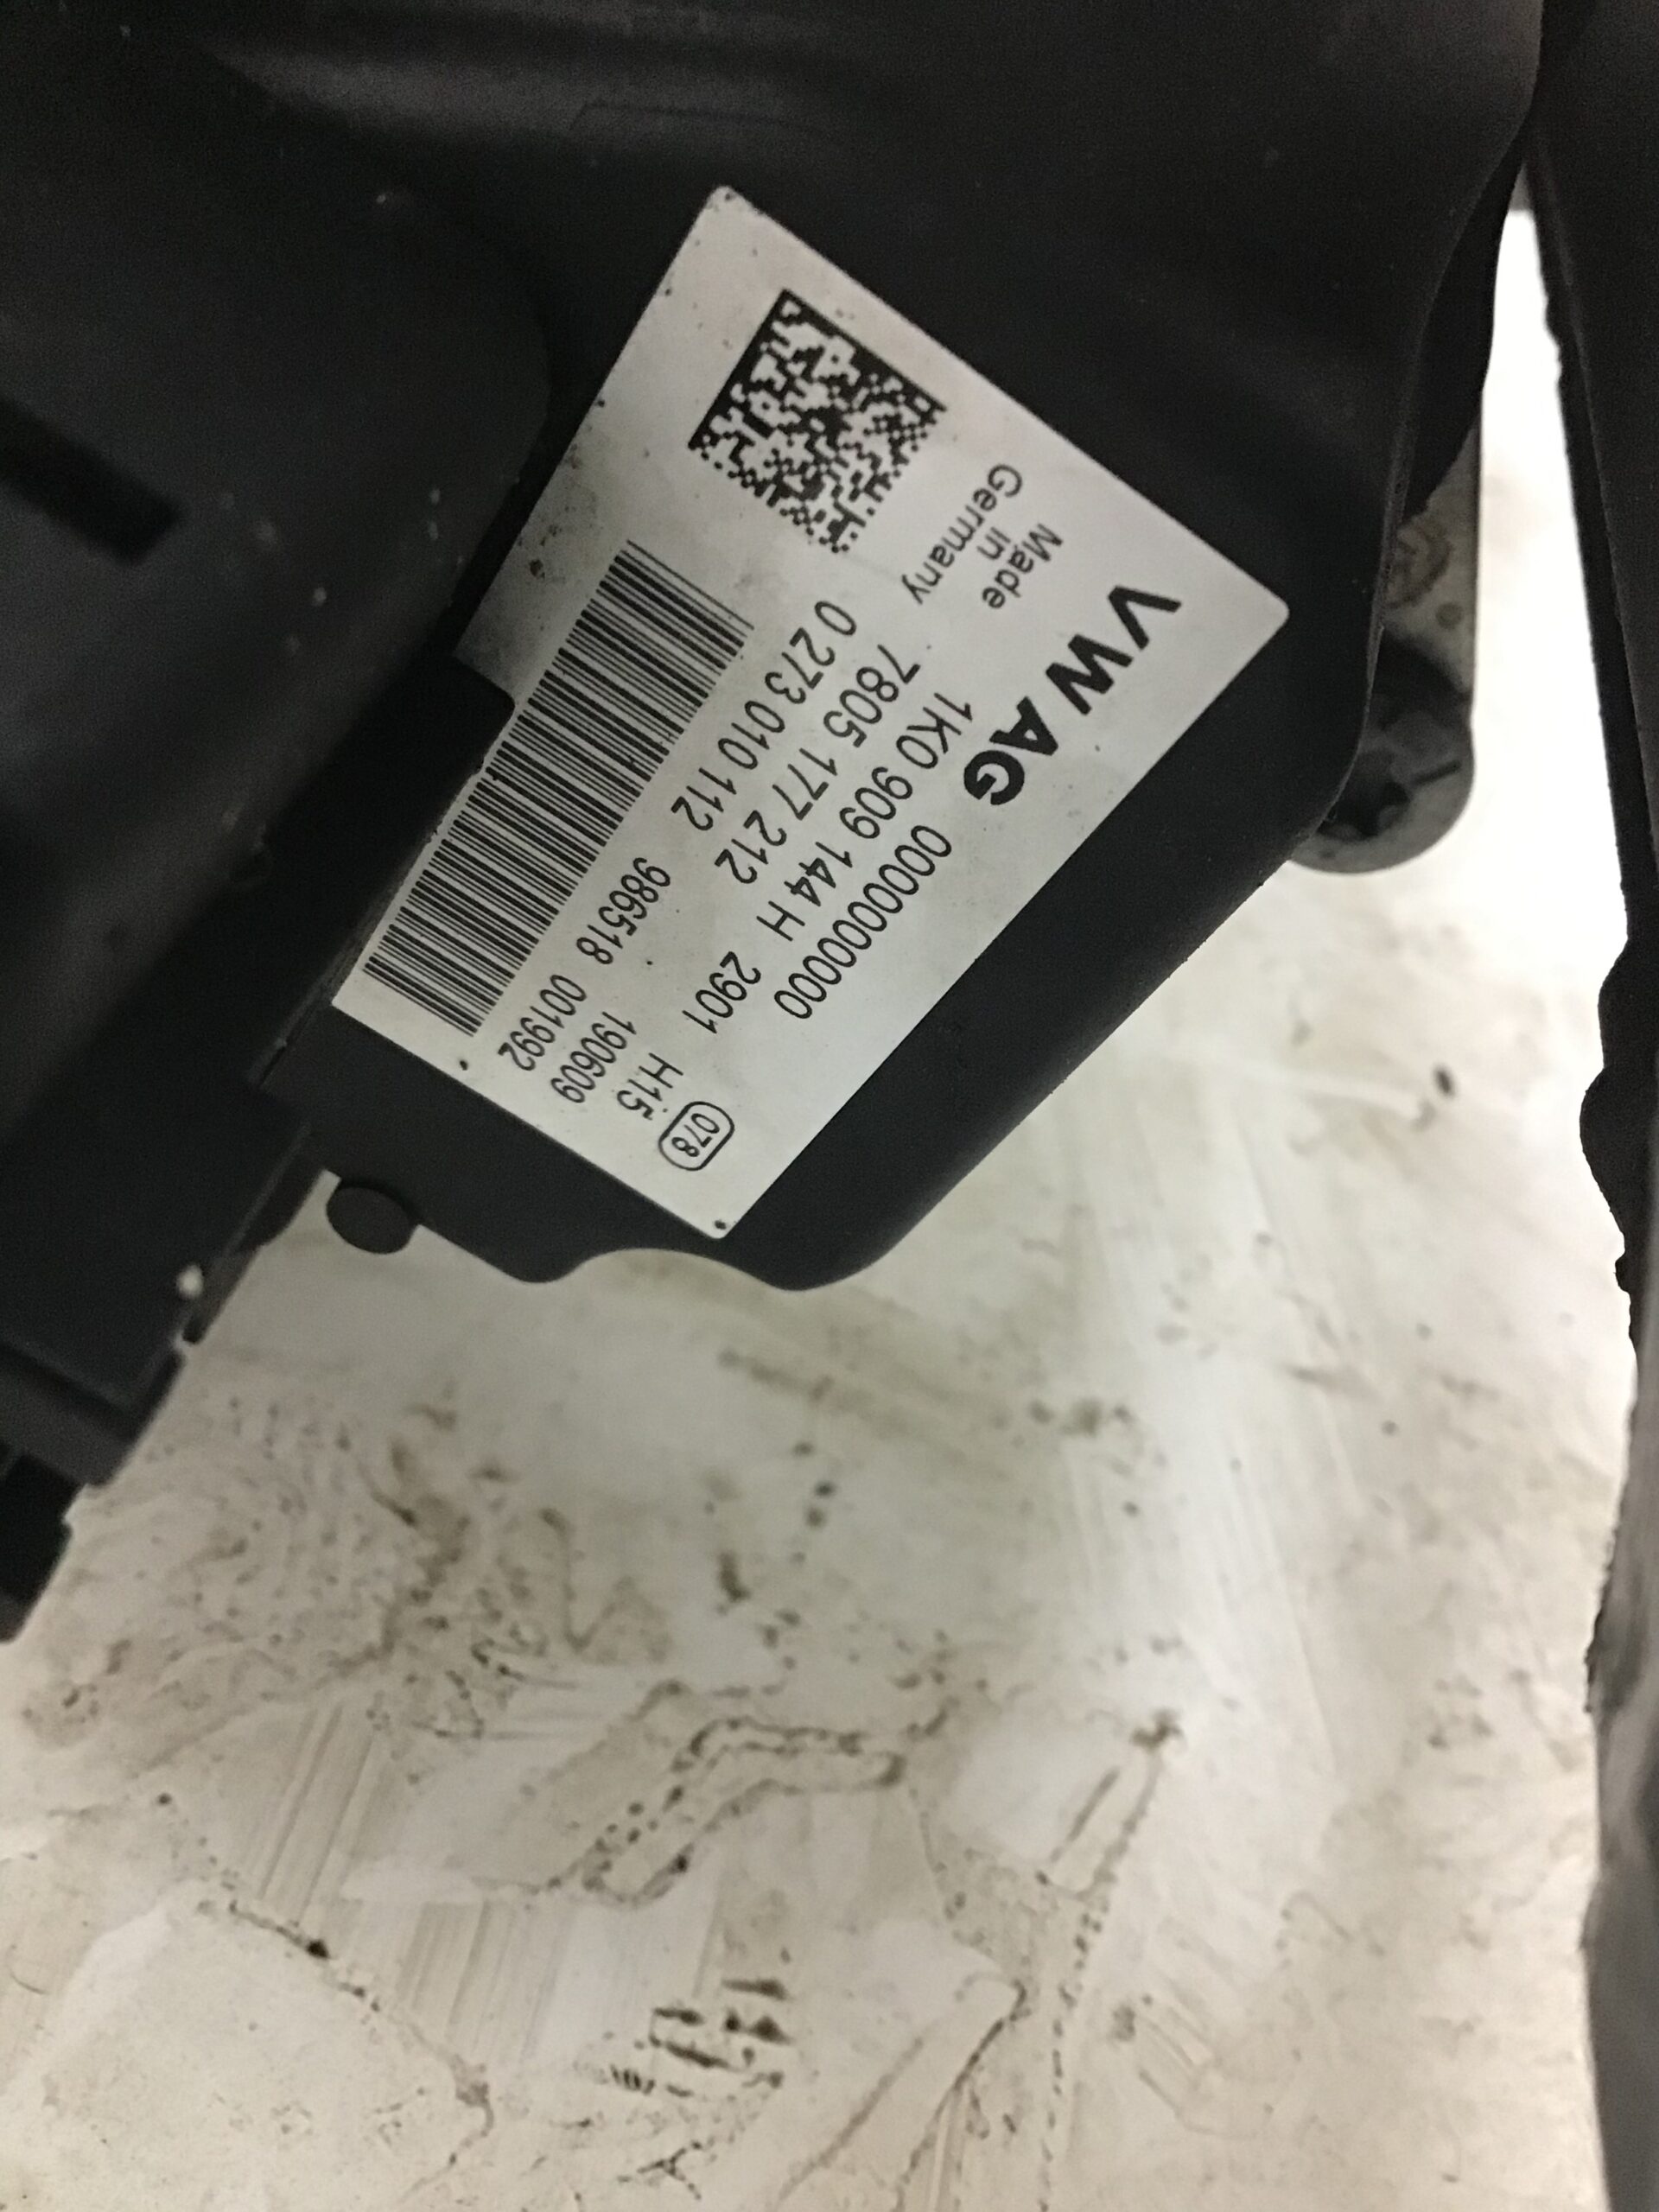 VW AG
Made
in
Germany
0000000000
1K0 909 144 H 2901
7805 177 212
0 273 010 112
078
H15
190609
986518 001992